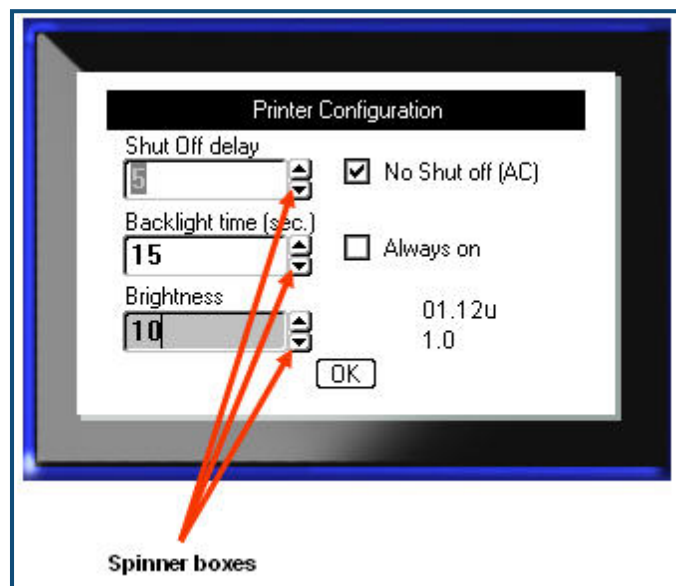 Printer Configuration
Shut Off delay
5
No Shut off (AC)
Backlight time (sec.)
15
Always on
Brightness
10
01.12u
1.0
OK
Spinner boxes